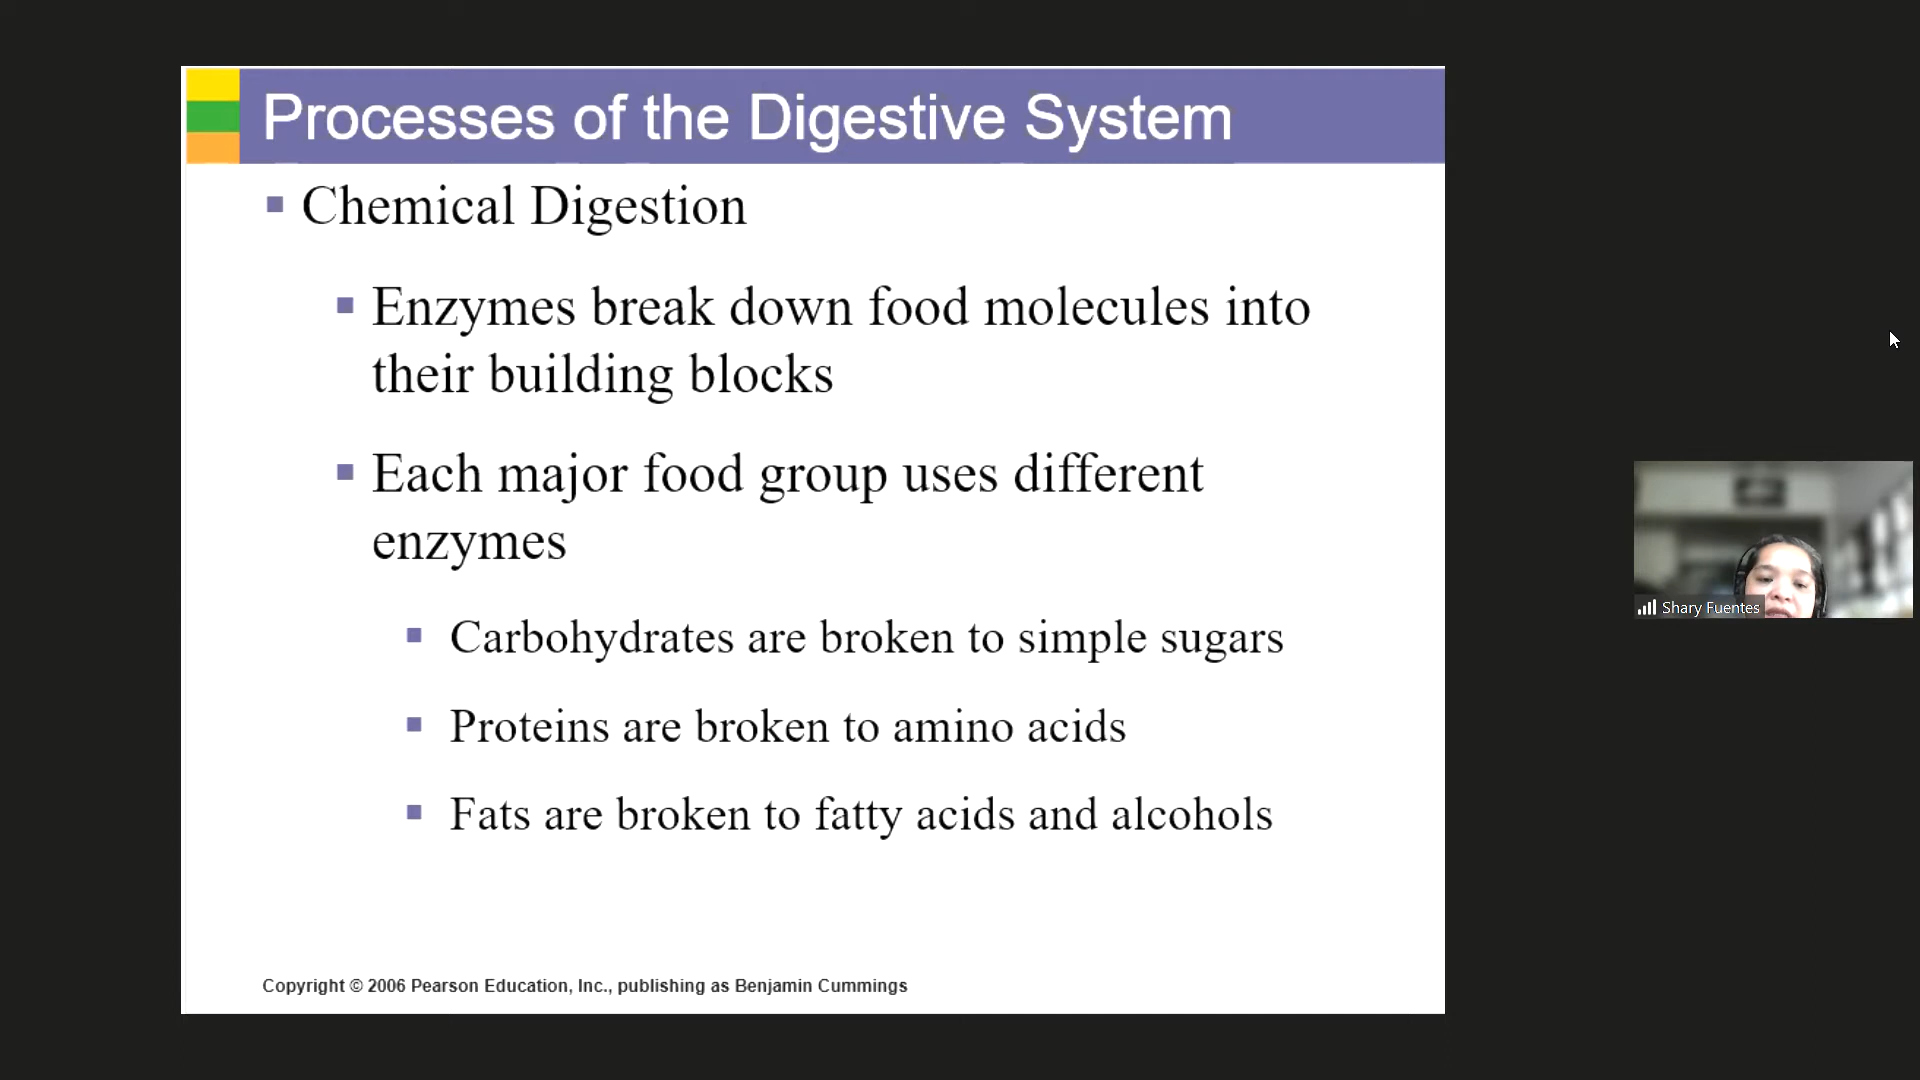 Processes of the Digestive System
Chemical Digestion
Enzymes break down food molecules into
their building blocks
Each major food group uses different
enzymes
Carbohydrates are broken to simple sugars
Proteins are broken to amino acids
Fats are broken to fatty acids and alcohols
Copyright © 2006 Pearson Education, Inc., publishing as Benjamin Cummings
Shary Fuentes